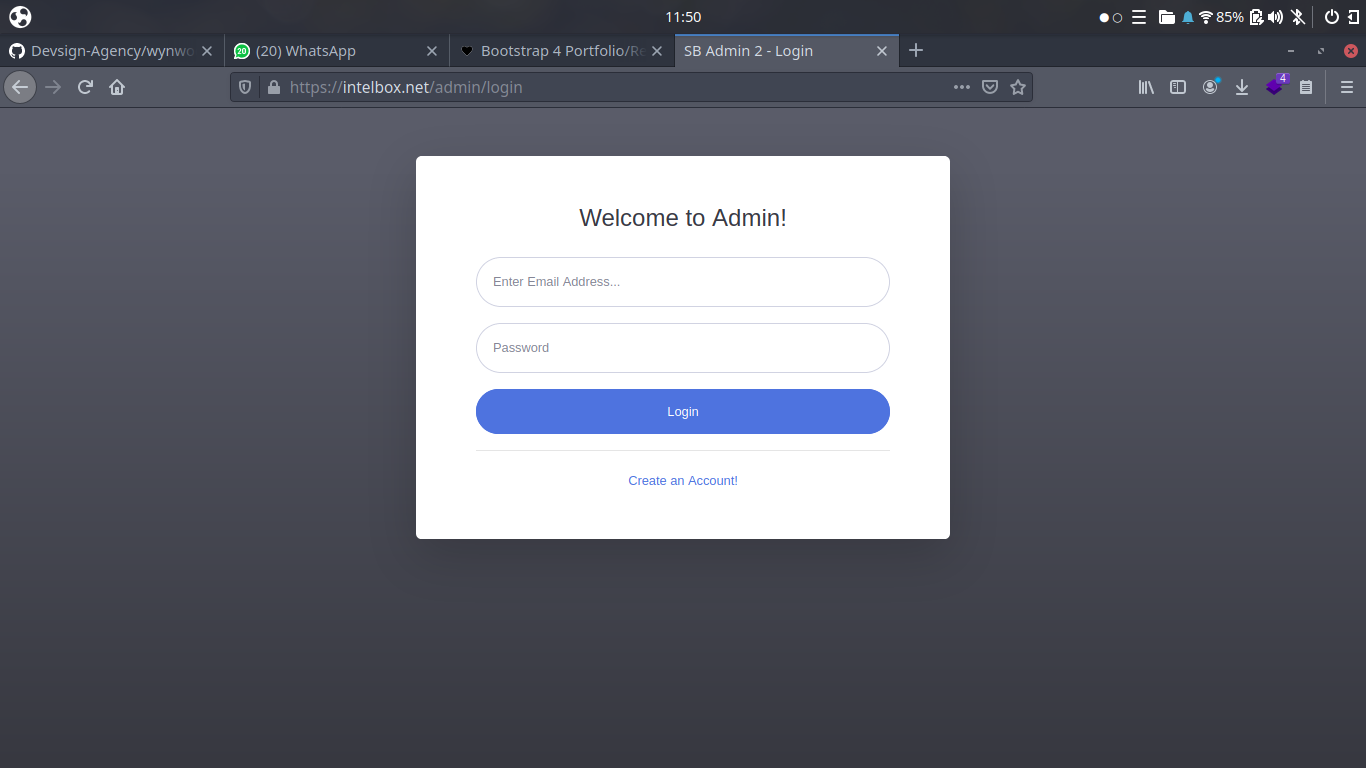 11:50
85%
Devsign-Agency/wynwo
(20) WhatsApp
Bootstrap 4 Portfolio/Re
SB Admin 2 - Login
https://intelbox.net/admin/login
4
Welcome to Admin!
Enter Email Address...
Password
Login
Create an Account!